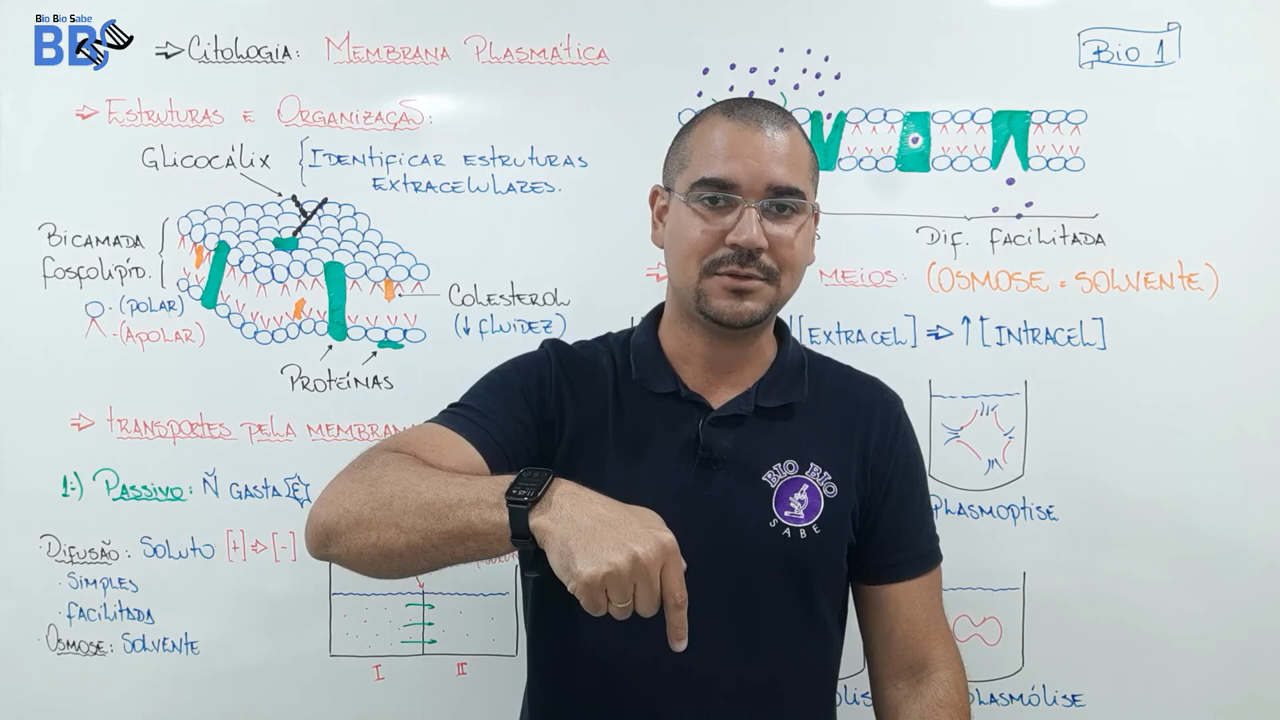 Bio Bio Sabe
BBS
⇒ Citologia: Membrana Plasmática
Bio 1
⇒ Estruturas e Organização:
Glicocálix { Identificar estruturas
extracelulares.
Bicamada
fosfolipíd.
-(polar)
-(apolar)
Colesterol
(↓ fluidez)
Proteínas
Dif. facilitada
meios: (Osmose = Solvente)
[Extracel] ⇒ ↑ [Intracel]
⇒ transportes pela membrana
1:) Passivo: Ñ gasta [E]
· Difusão: Soluto [+] ⇒ [-]
· Simples
· facilitada
· Osmose: Solvente
I II
Plasmoptise
BIO BIO
SABE